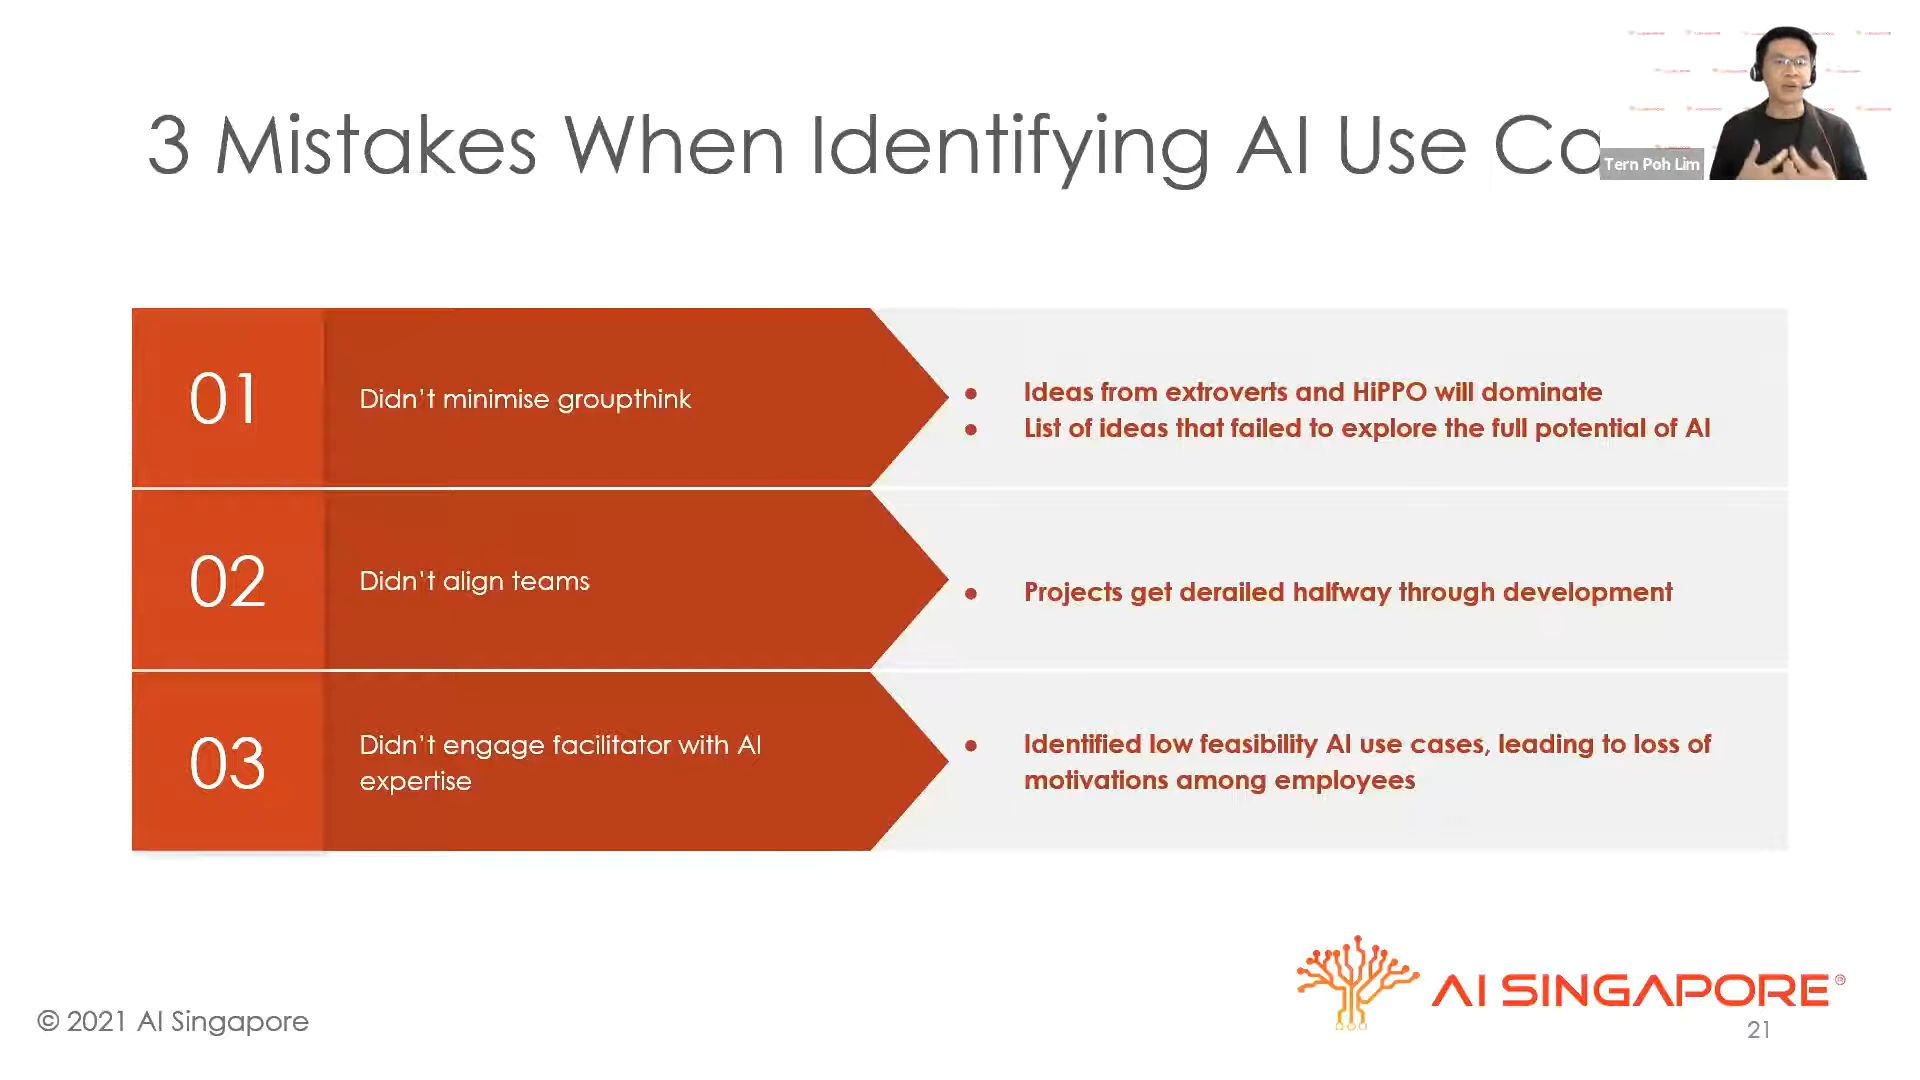 3 Mistakes When Identifying AI Use Ca
Tern Poh Lim
01
Didn't minimise groupthink
● Ideas from extroverts and HiPPO will dominate
● List of ideas that failed to explore the full potential of AI
02
Didn't align teams
● Projects get derailed halfway through development
03
Didn't engage facilitator with AI
expertise
● Identified low feasibility AI use cases, leading to loss of
motivations among employees
© 2021 AI Singapore
AI SINGAPORE®
21